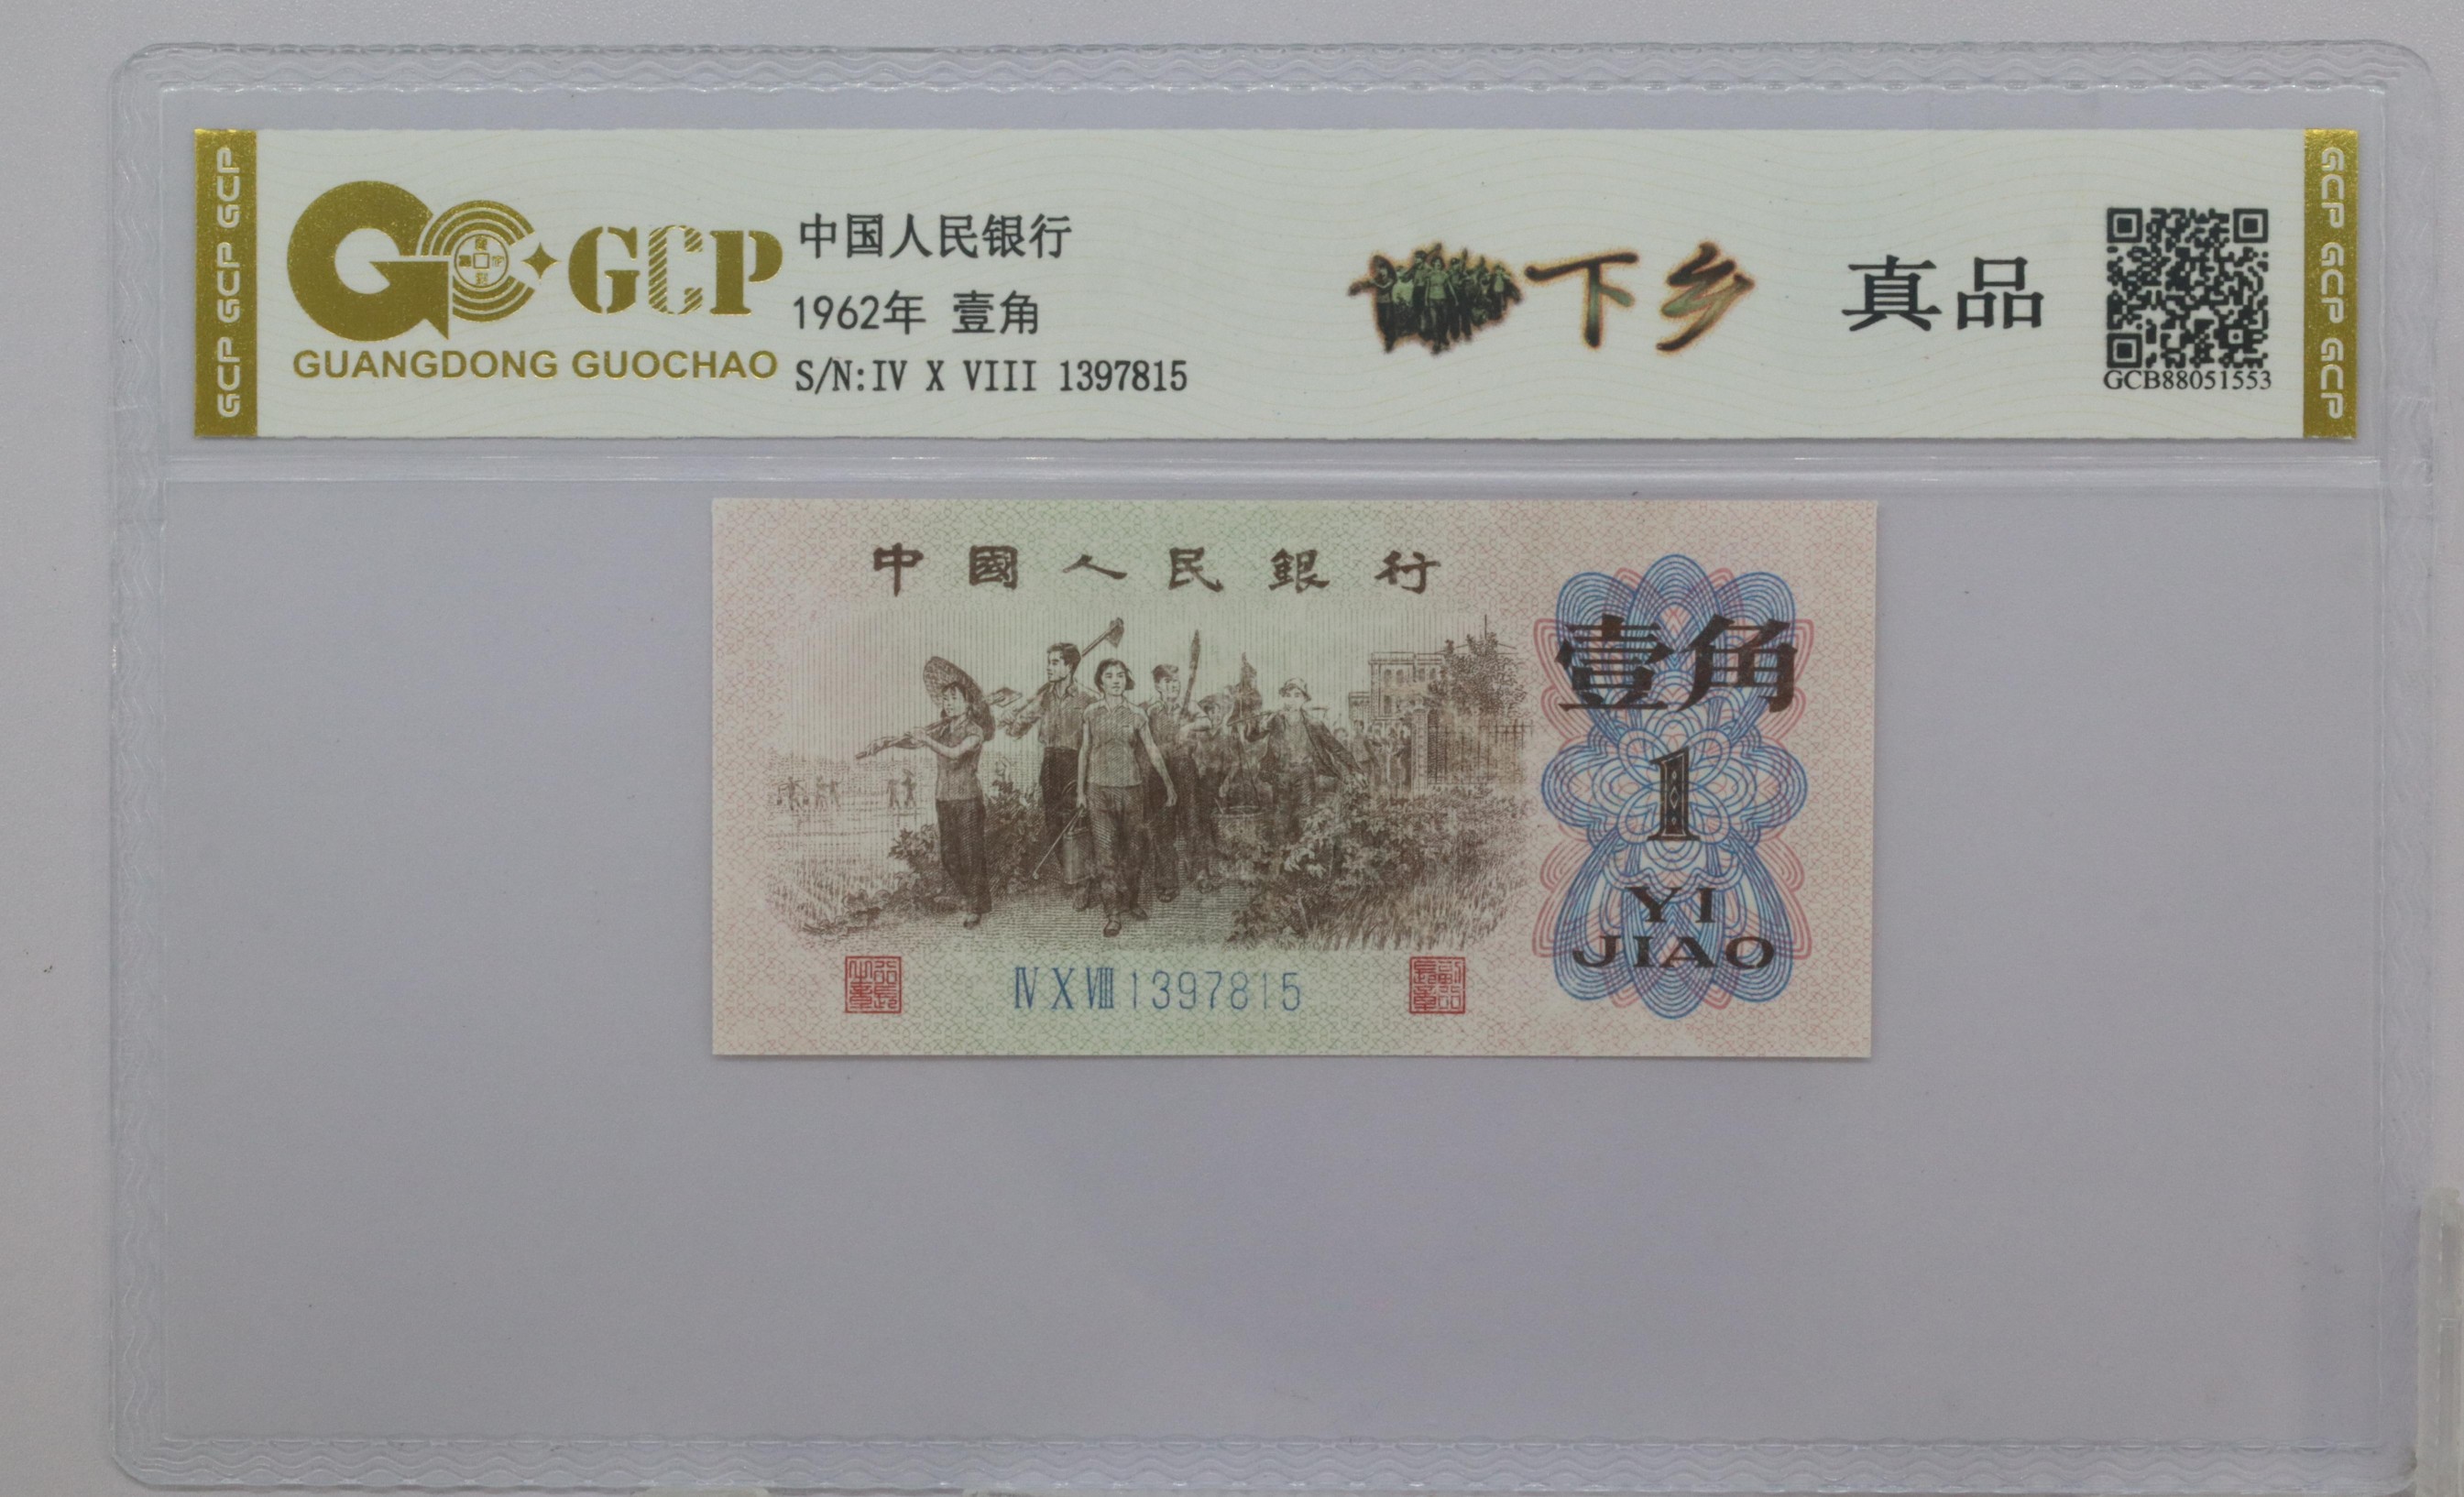 GCP GCP GCP
GCP
GUANGDONG GUOCHAO
中国人民银行
1962年 壹角
S/N:IV X VIII 1397815
下乡
真品
GCB88051553
GCP GCP GCP
中國人民銀行
壹角
1
YI
JIAO
Ⅳ Ⅹ Ⅷ 1397815